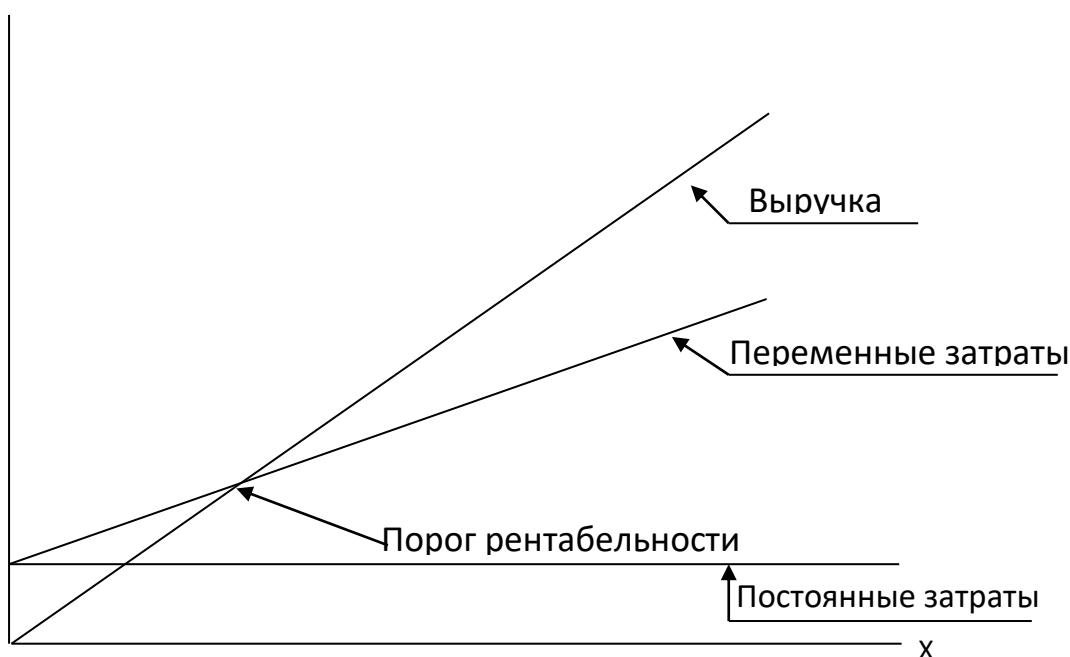 Выручка
Переменные затраты
Порог рентабельности
Постоянные затраты
х